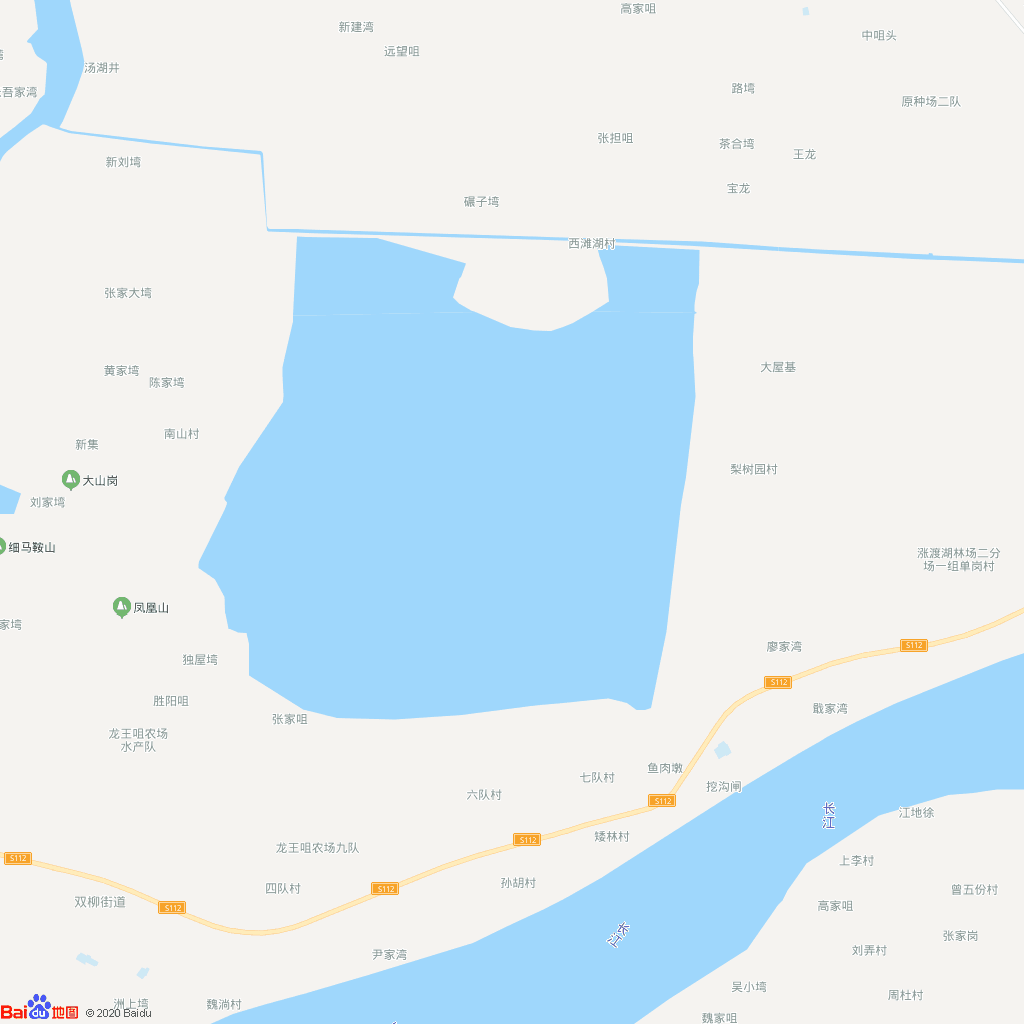 高家咀
新建湾
中咀头
远望咀
汤湖井
吾家湾
路塆
原种场二队
张担咀
茶合塆
王龙
新刘塆
宝龙
碾子塆
西滩湖村
张家大塆
大屋基
黄家塆
陈家塆
南山村
新集
梨树园村
大山岗
刘家塆
细马鞍山
涨渡湖林场二分
场一组单岗村
凤凰山
家塆
S112
廖家湾
独屋塆
S112
胜阳咀
戢家湾
张家咀
龙王咀农场
水产队
鱼肉墩
七队村
挖沟闸
六队村
S112
长江
江地徐
矮林村
S112
龙王咀农场九队
S112
上李村
孙胡村
四队村
S112
曾五份村
双柳街道
S112
高家咀
长江
张家岗
刘弄村
尹家湾
吴小塆
周杜村
洲上塆
魏淌村
Baidu地图
© 2020 Baidu
魏家咀